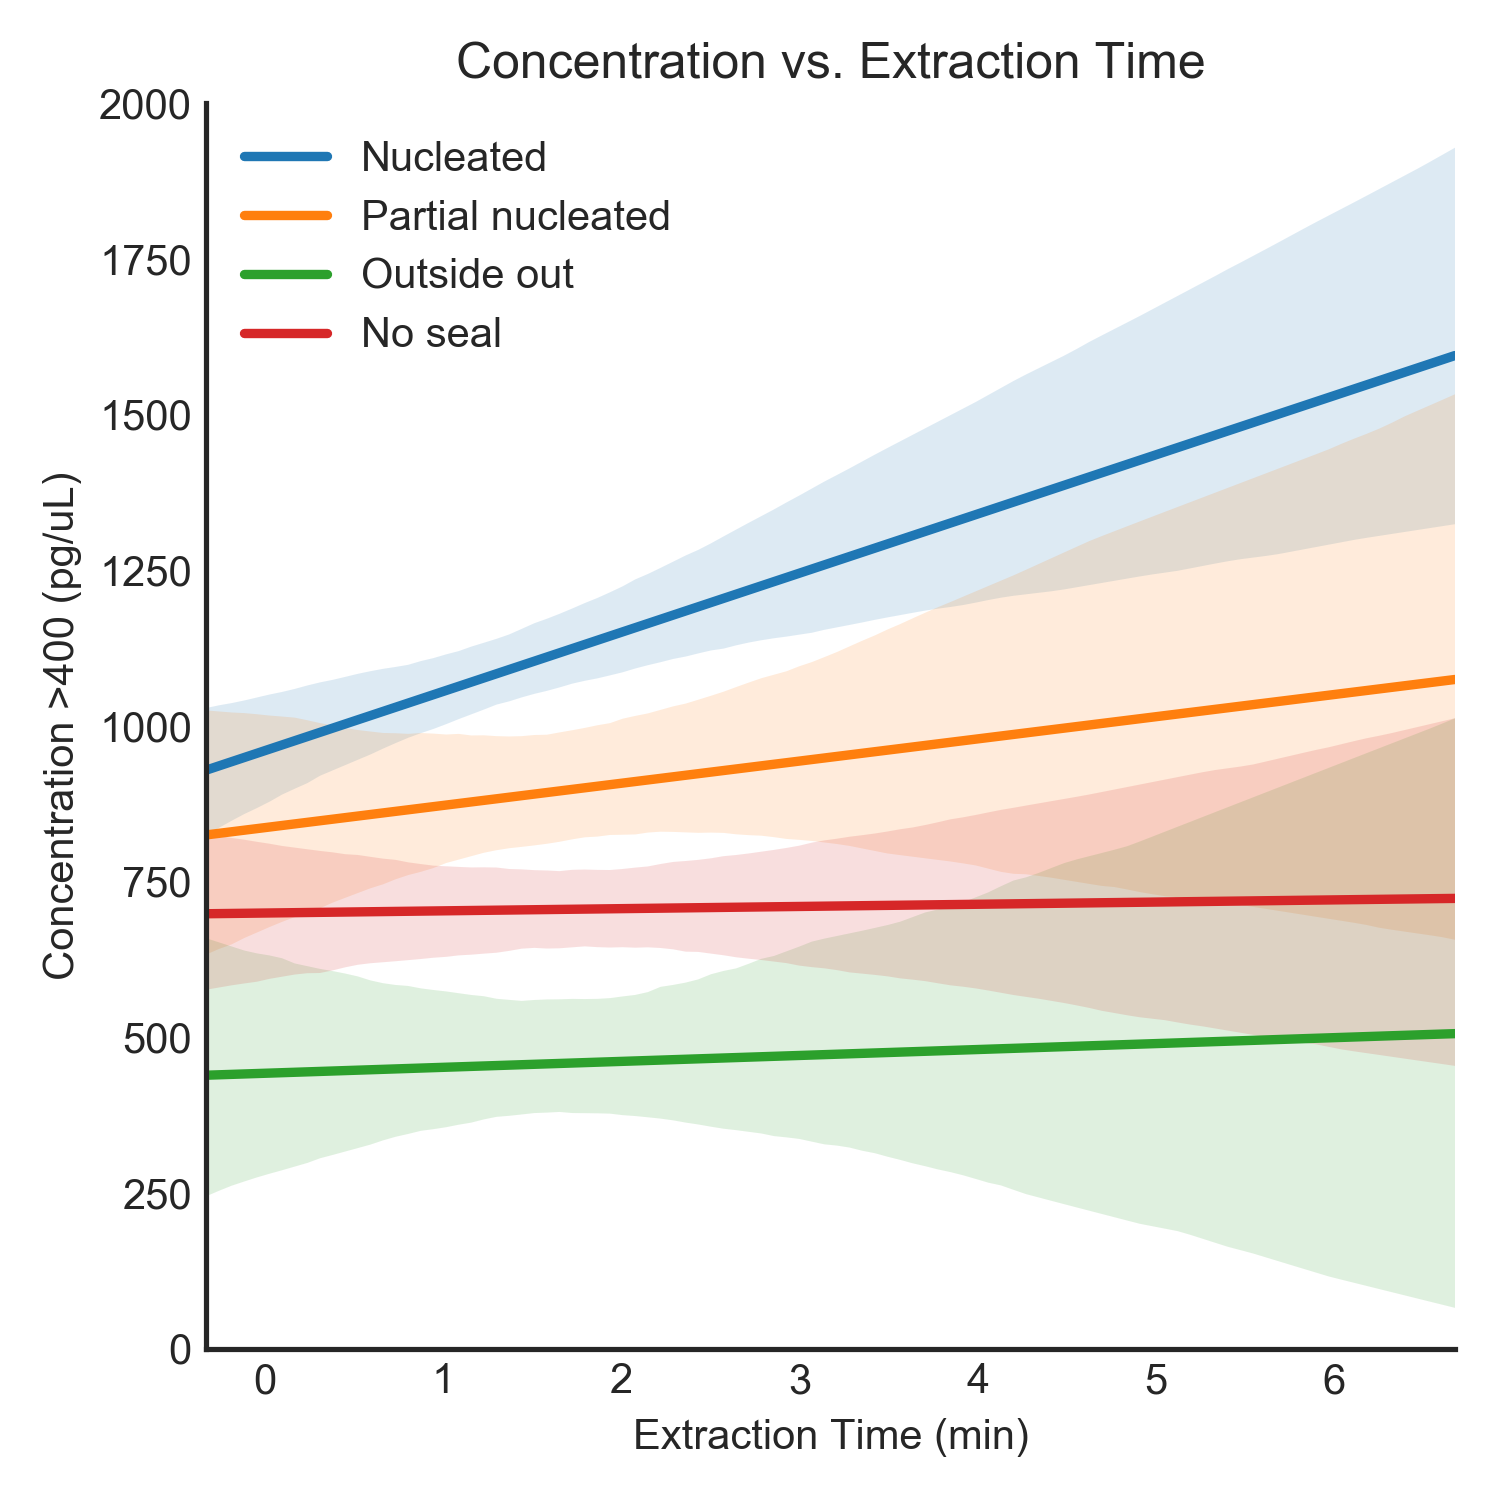 Concentration vs. Extraction Time
2000
1750
1500
1250
1000
750
500
250
0
Concentration >400 (pg/uL)
Nucleated
Partial nucleated
Outside out
No seal
0 1 2 3 4 5 6
Extraction Time (min)